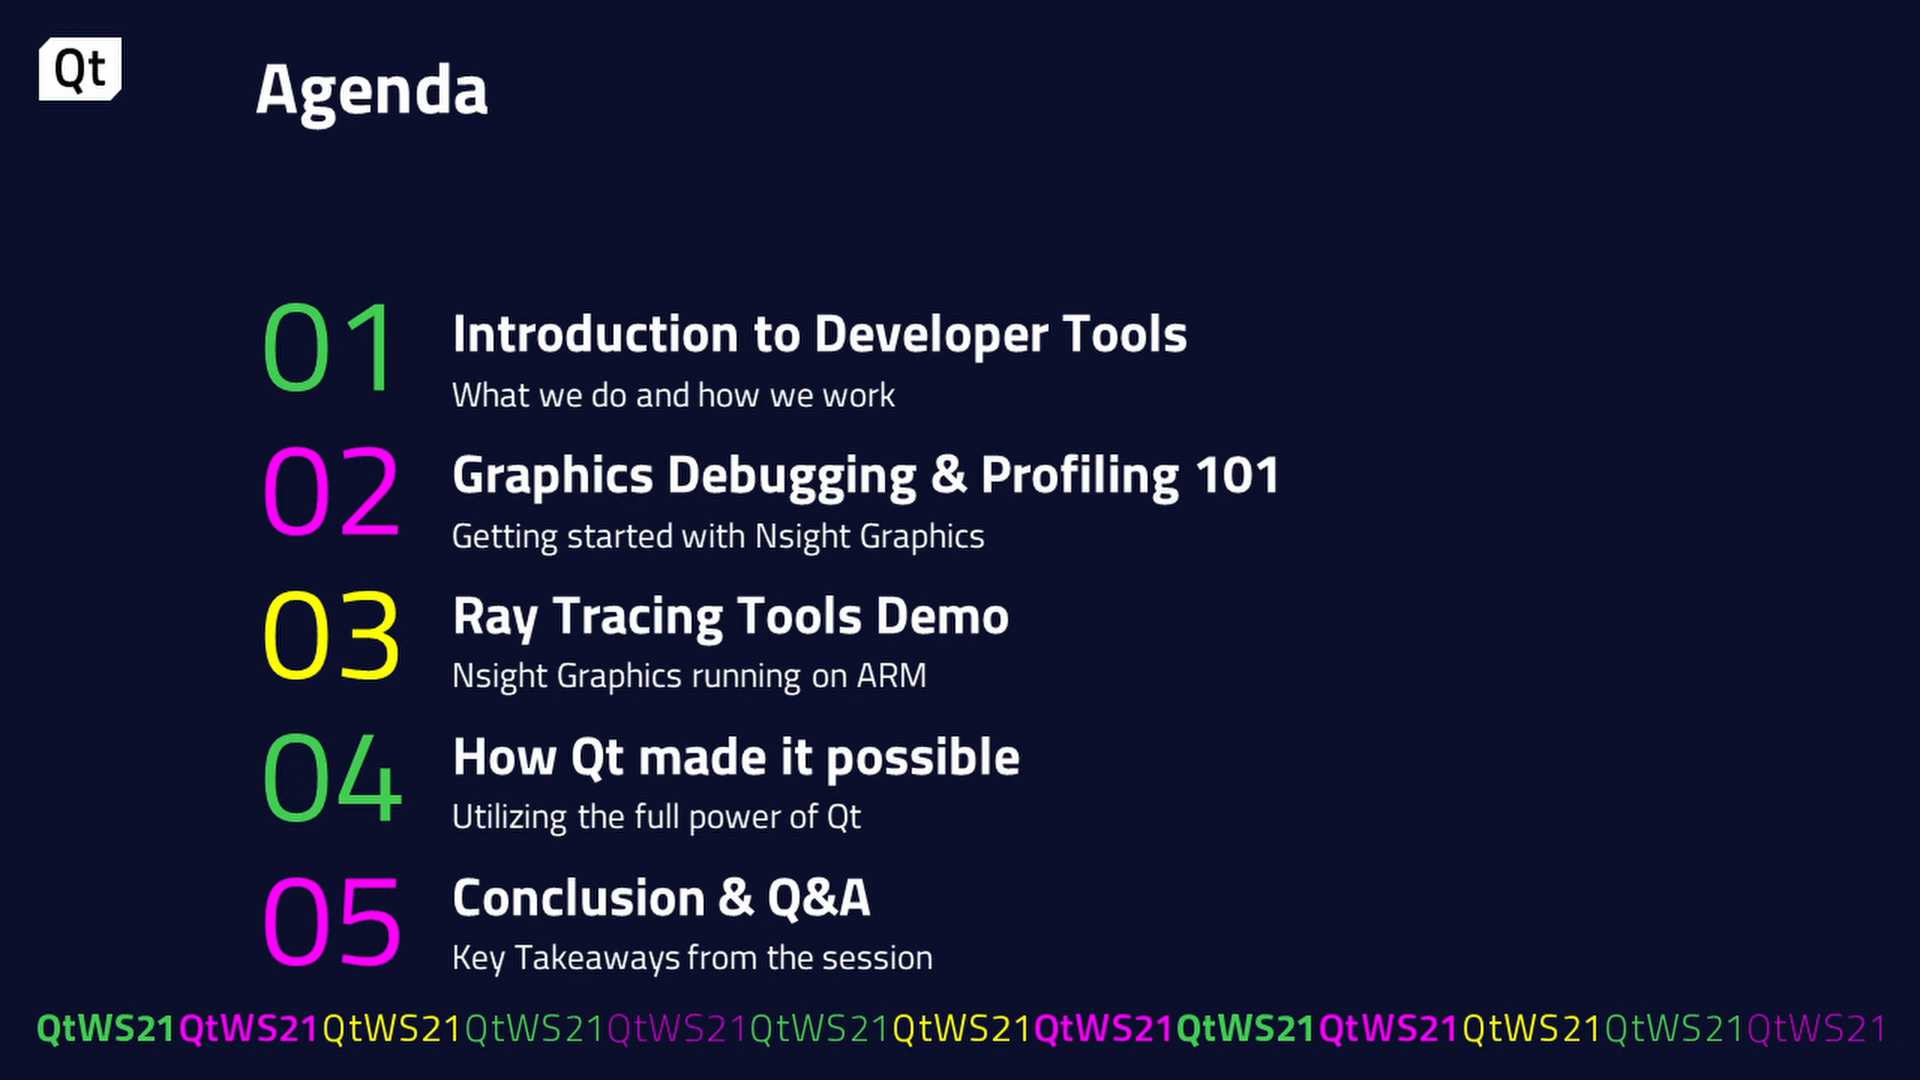 Qt
Agenda
01
Introduction to Developer Tools
What we do and how we work
02
Graphics Debugging & Profiling 101
Getting started with Nsight Graphics
03
Ray Tracing Tools Demo
Nsight Graphics running on ARM
04
How Qt made it possible
Utilizing the full power of Qt
05
Conclusion & Q&A
Key Takeaways from the session
QtWS21QtWS21QtWS21QtWS21QtWS21QtWS21QtWS21QtWS21QtWS21QtWS21QtWS21QtWS21QtWS21